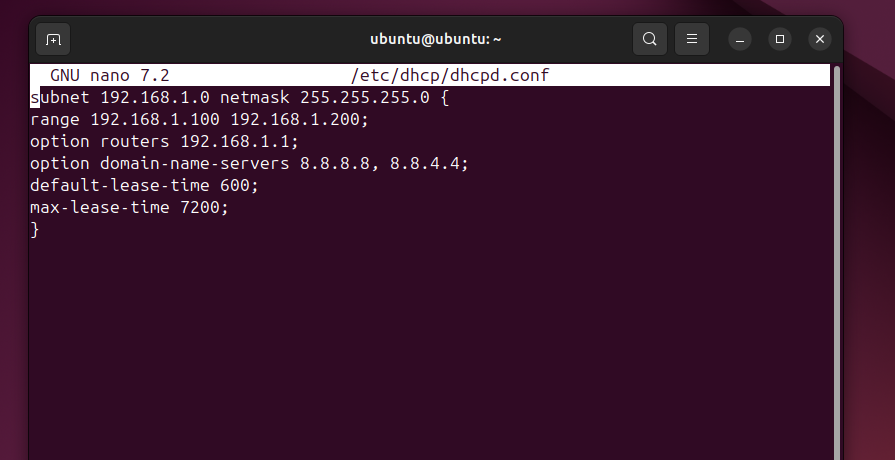 ubuntu@ubuntu: ~
GNU nano 7.2 /etc/dhcp/dhcpd.conf
subnet 192.168.1.0 netmask 255.255.255.0 {
range 192.168.1.100 192.168.1.200;
option routers 192.168.1.1;
option domain-name-servers 8.8.8.8, 8.8.4.4;
default-lease-time 600;
max-lease-time 7200;
}